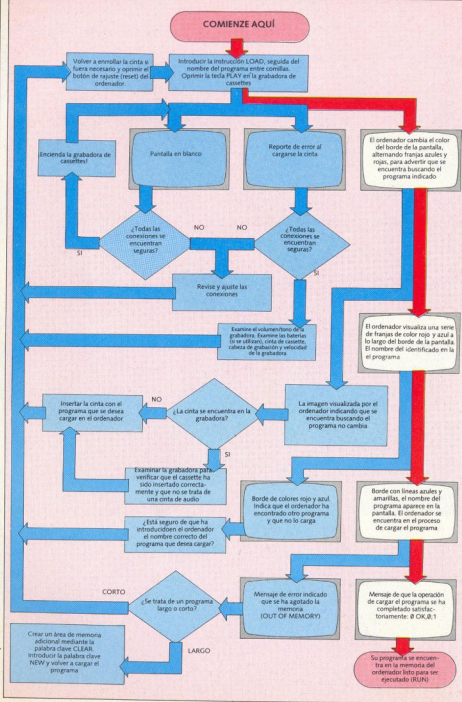 COMIENZE AQUÍ
Volver a enrollar la cinta si
fuera necesario y oprimir el
botón de rajuste (reset) del
ordenador.
Introducir la instrucción LOAD, seguida del
nombre del programa entre comillas.
Oprimir la tecla PLAY en la grabadora de
cassettes
Encienda la grabadora de
cassettes!
Pantalla en blanco
Reporte de error al
cargarse la cinta
El ordenador cambia el color
del borde de la pantalla,
alternando franjas azules y
rojas, para advertir que se
encuentra buscando el
programa indicado
¿Todas las
conexiones se
encuentran
seguras?
NO
NO
¿Todas las
conexiones se
encuentran
seguras?
SI
SI
Revise y ajuste las
conexiones
Examine el volumen/tono de la
grabadora. Examine las baterías
(si se utilizan), cinta de cassette,
cabeza de grabación y velocidad
de la grabadora
El ordenador visualiza una serie
de franjas de color rojo y azul a
lo largo del borde de la pantalla.
El nombre del identificado en la
el programa
Insertar la cinta con el
programa que se desea
cargar en el ordenador
NO
¿La cinta se encuentra en la
grabadora?
La imagen visualizada por el
ordenador indicando que se
encuentra buscando el
programa no cambia
SI
Examinar la grabadora para
verificar que el cassette ha
sido insertado correcta-
mente y que no se trata de
una cinta de audio
Borde de colores rojo y azul.
Indica que el ordenador ha
encontrado otro programa
y que no lo carga
Borde con líneas azules y
amarillas, el nombre del
programa aparece en la
pantalla. El ordenador se
encuentra en el proceso
de cargar el programa
¿Está seguro de que ha
introducidoen el ordenador
el nombre correcto del
programa que desea cargar?
CORTO
¿Se trata de un programa
largo o corto?
Mensaje de error indicado
que se ha agotado la
memoria
(OUT OF MEMORY)
Mensaje de que la operación
de cargar el programa se ha
completado satisfac-
toriamente: 0 OK,0:1
LARGO
Crear un área de memoria
adicional mediante la
palabra clave CLEAR.
Introducir la palabra clave
NEW y volver a cargar el
programa
Su programa se encuen-
tra en la memoria del
ordenador listo para ser
ejecutado (RUN)